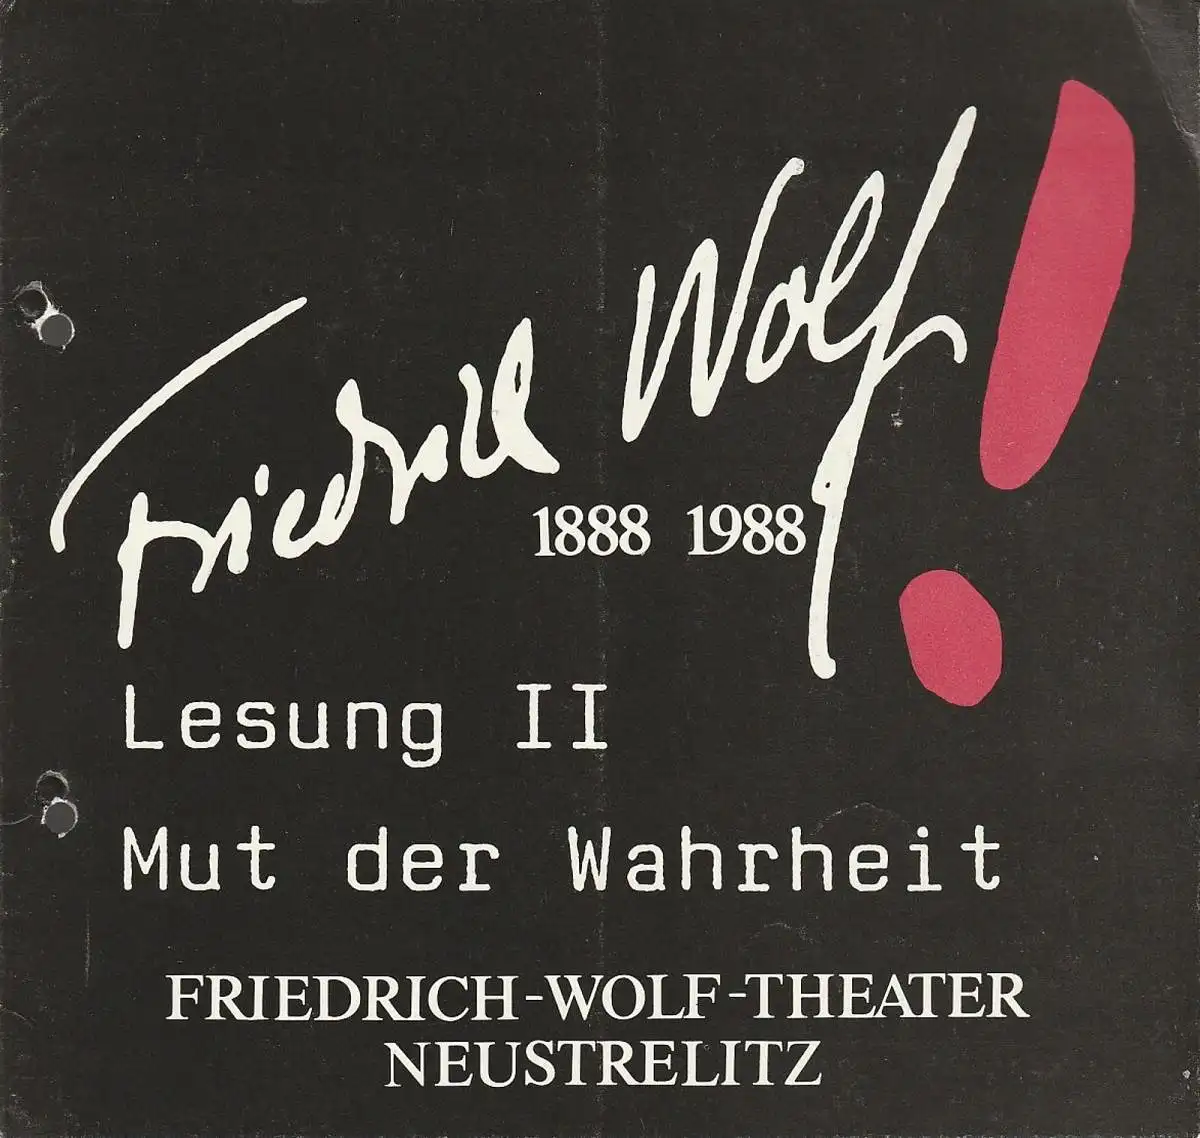 Friedrich Wolf!
1888 1988
Lesung II
Mut der Wahrheit
FRIEDRICH-WOLF-THEATER
NEUSTRELITZ